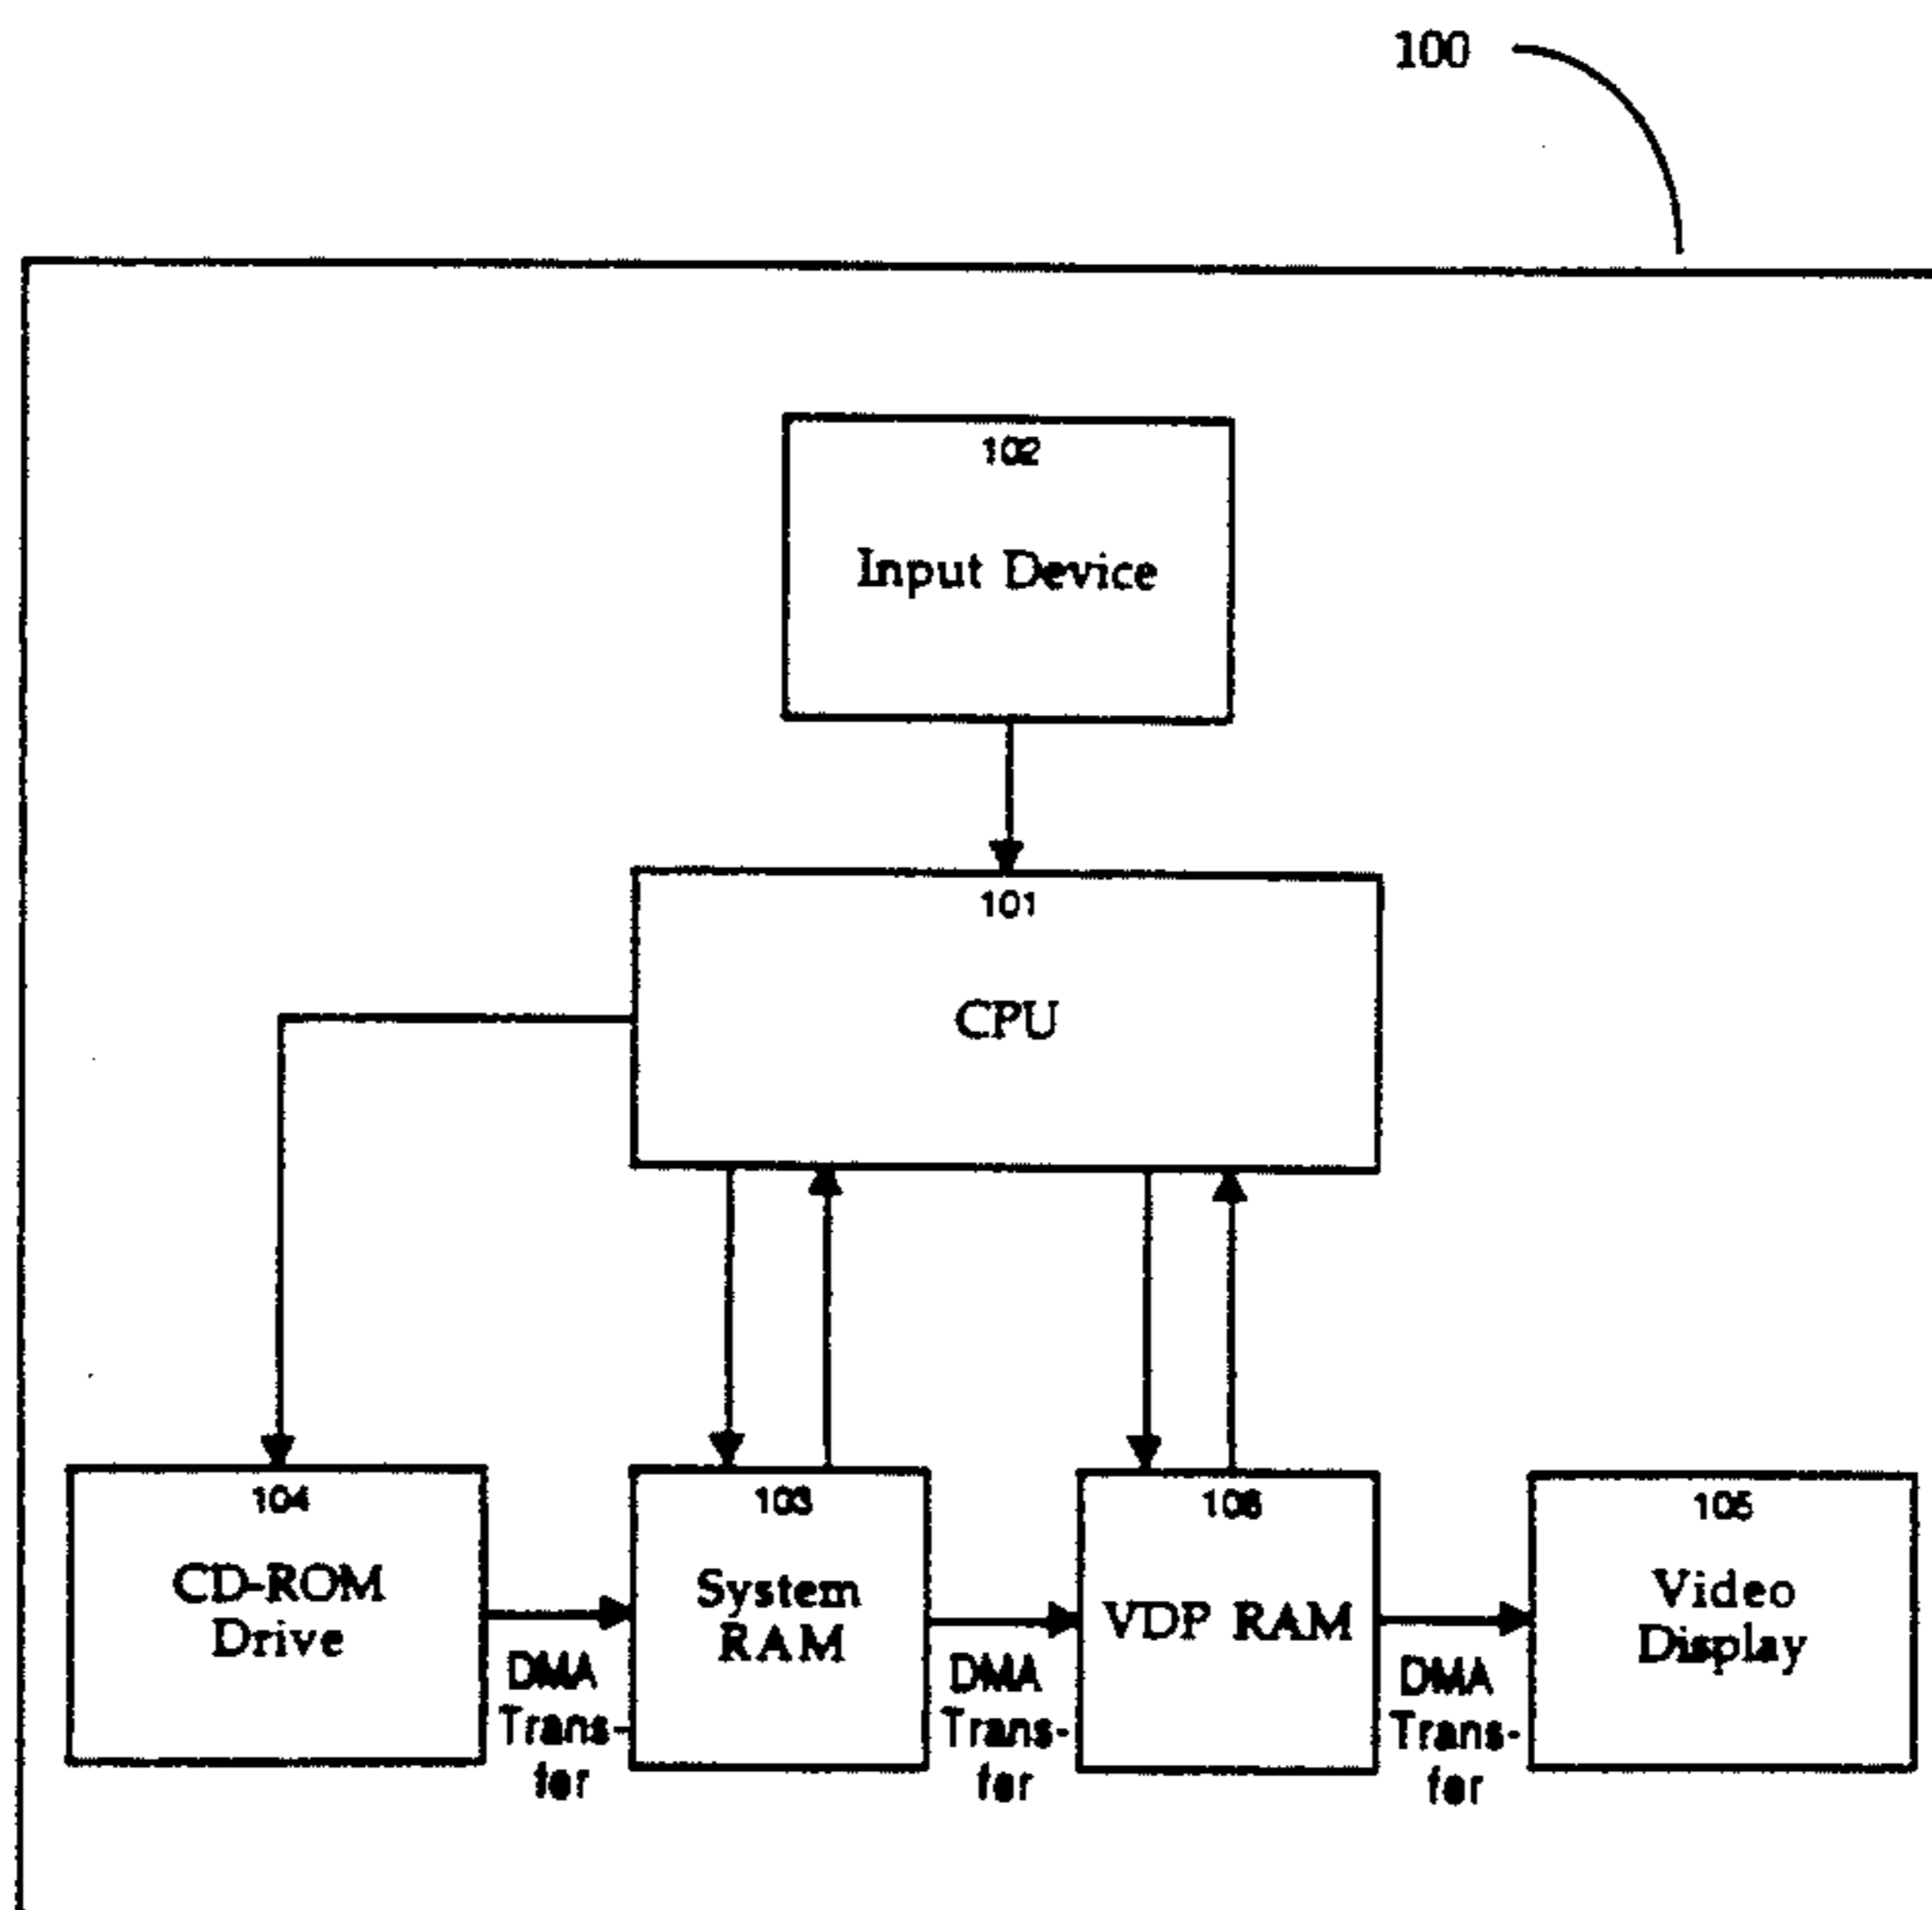 100
102
Input Device
101
CPU
104
CD-ROM
Drive
103
System
RAM
106
VDP RAM
105
Video
Display
DMA
Trans-
fer
DMA
Trans-
fer
DMA
Trans-
fer